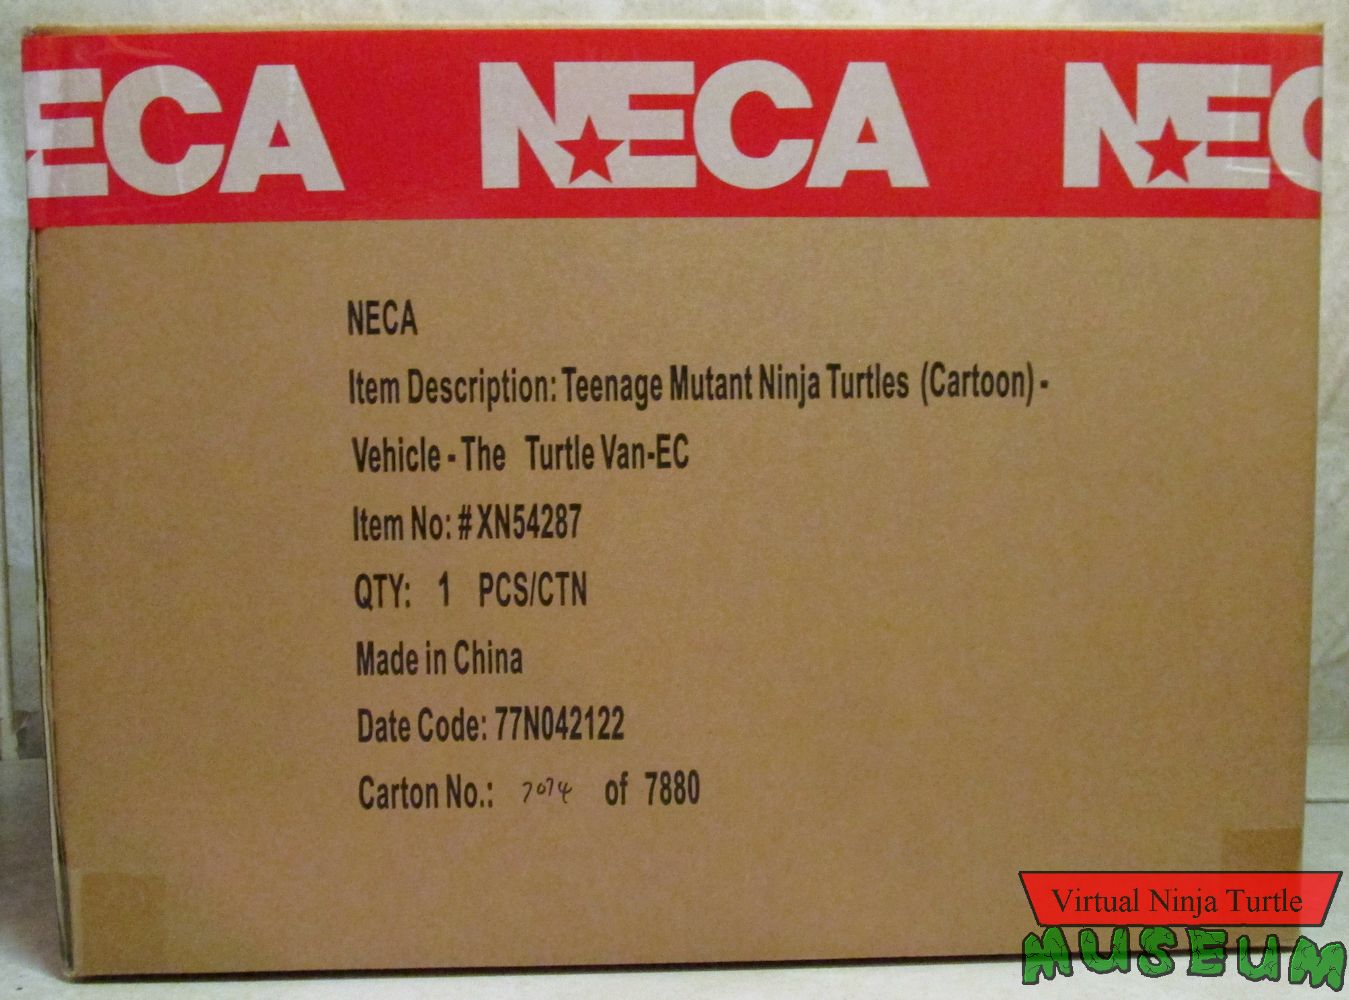 ECA NECA NEC
NECA
Item Description: Teenage Mutant Ninja Turtles (Cartoon) -
Vehicle - The Turtle Van-EC
Item No: #XN54287
QTY: 1 PCS/CTN
Made in China
Date Code: 77N042122
Carton No.: 7074 of 7880
Virtual Ninja Turtle
MUSEUM